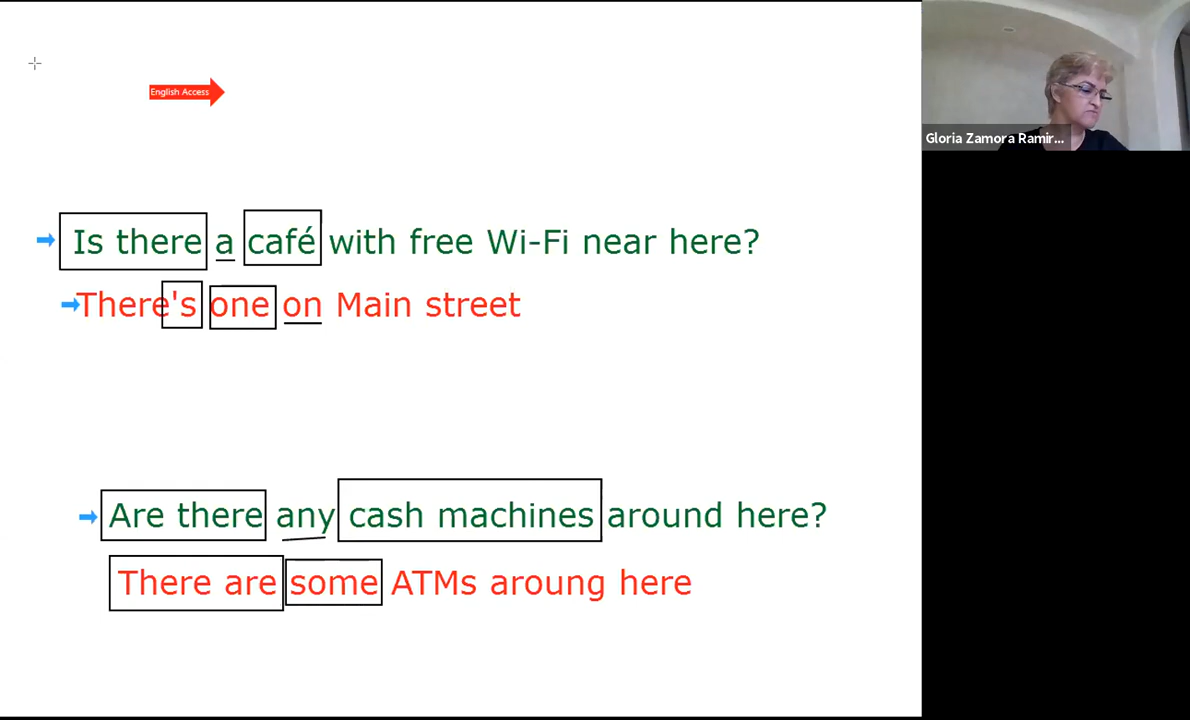 English Access
Gloria Zamora Ramir...
Is there a café with free Wi-Fi near here?
There's one on Main street
Are there any cash machines around here?
There are some ATMs aroung here